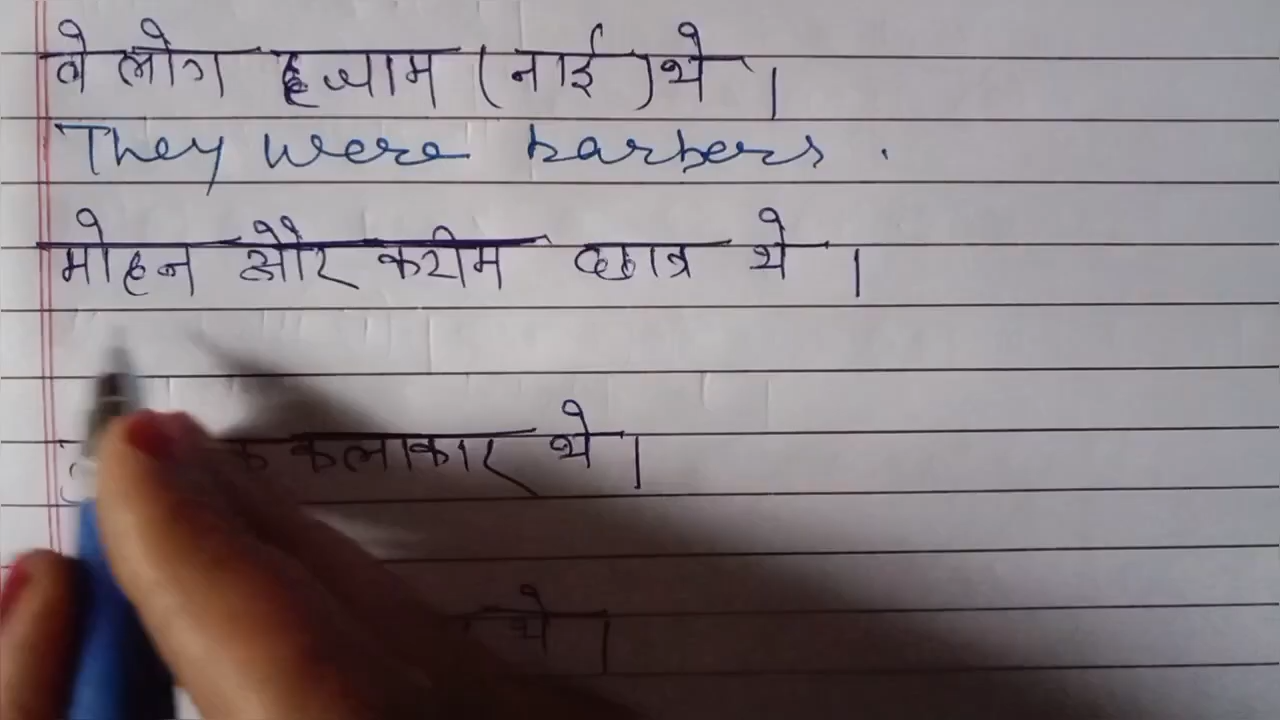 वे लोग हजाम (नाई) थे ।
They were barbers .
मोहन और करीम छात्र थे ।
कलाकार थे ।
थे ।